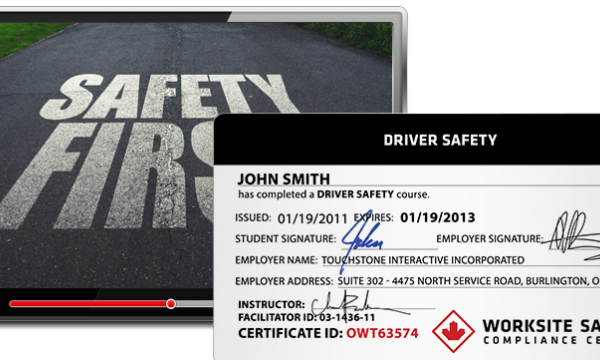 SAFETY
FIRS
DRIVER SAFETY
JOHN SMITH
has completed a DRIVER SAFETY course.
ISSUED: 01/19/2011 EXPIRES: 01/19/2013
STUDENT SIGNATURE: John EMPLOYER SIGNATURE:
EMPLOYER NAME: TOUCHSTONE INTERACTIVE INCORPORATED
EMPLOYER ADDRESS: SUITE 302 - 4475 NORTH SERVICE ROAD, BURLINGTON, O
INSTRUCTOR:
FACILITATOR ID: 03-1436-11
CERTIFICATE ID: OWT63574
WORKSITE SA
COMPLIANCE CE